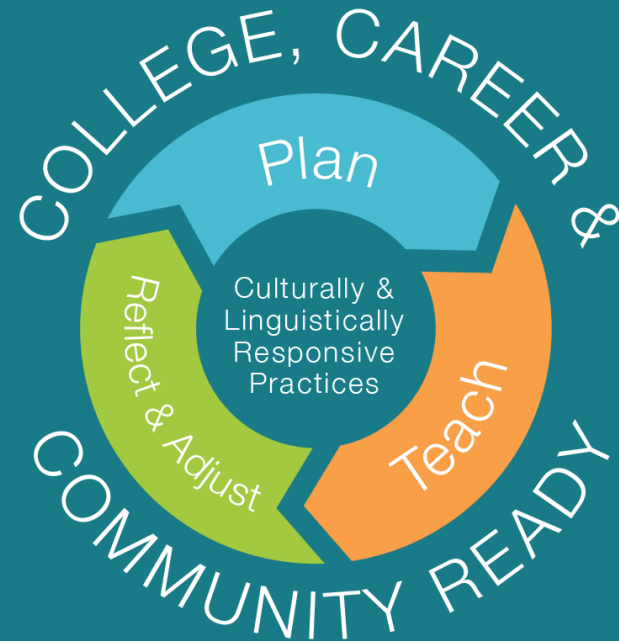 COLLEGE, CAREER &
COMMUNITY READY
Plan
Teach
Reflect & Adjust
Culturally &
Linguistically
Responsive
Practices